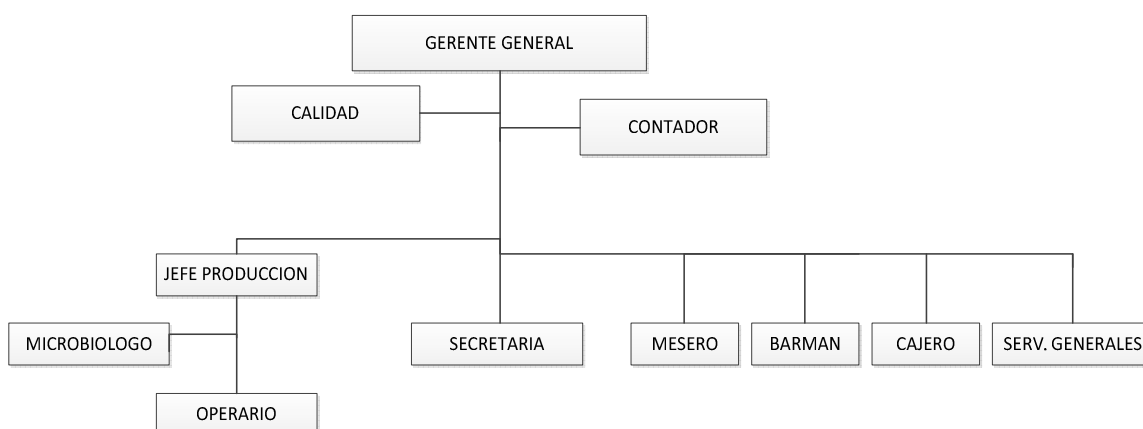 GERENTE GENERAL
CALIDAD
CONTADOR
JEFE PRODUCCION
MICROBIOLOGO
SECRETARIA
MESERO
BARMAN
CAJERO
SERV. GENERALES
OPERARIO